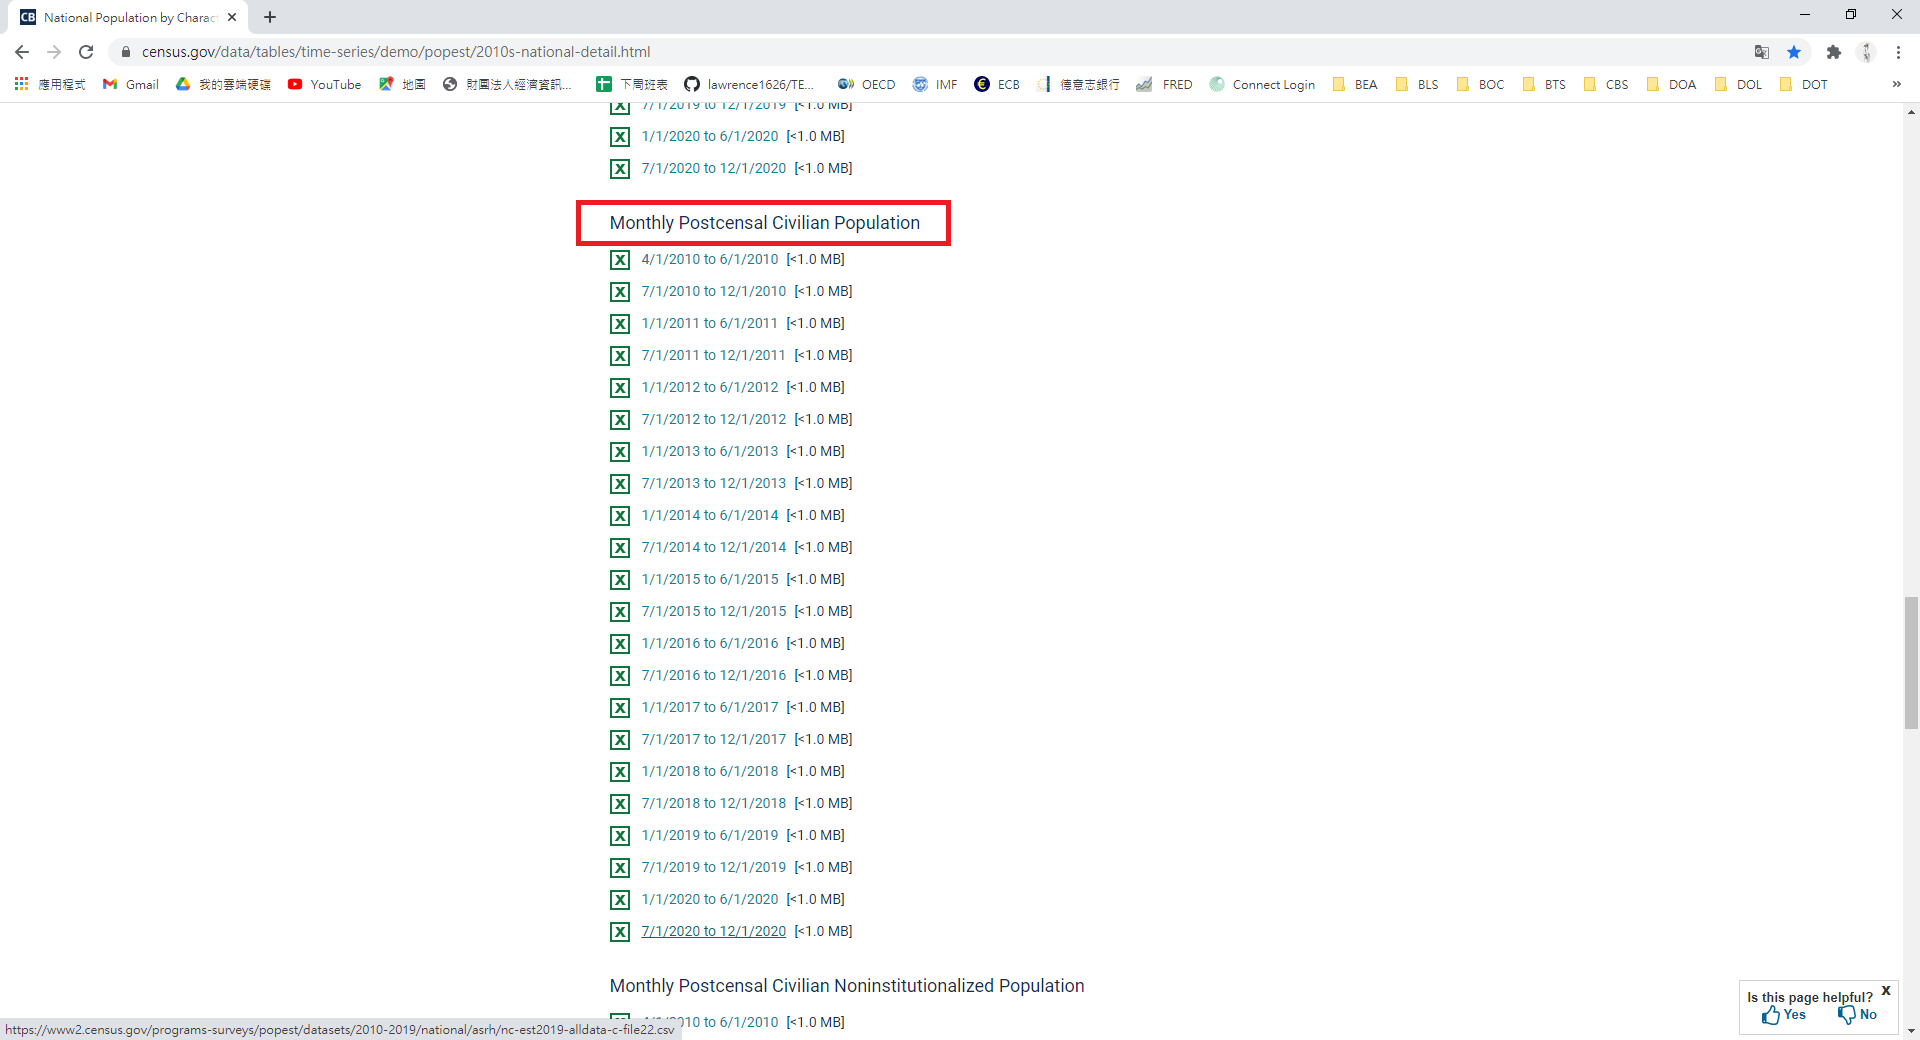 CB National Population by Charac
census.gov/data/tables/time-series/demo/popest/2010s-national-detail.html
應用程式 Gmail 我的雲端硬碟 YouTube 地圖 財團法人經濟資訊... 下周班表 lawrence1626/TE... OECD IMF ECB 德意志銀行 FRED Connect Login BEA BLS BOC BTS CBS DOA DOL DOT »
7/1/2019 to 12/1/2019 [<1.0 MB]
1/1/2020 to 6/1/2020 [<1.0 MB]
7/1/2020 to 12/1/2020 [<1.0 MB]
Monthly Postcensal Civilian Population
4/1/2010 to 6/1/2010 [<1.0 MB]
7/1/2010 to 12/1/2010 [<1.0 MB]
1/1/2011 to 6/1/2011 [<1.0 MB]
7/1/2011 to 12/1/2011 [<1.0 MB]
1/1/2012 to 6/1/2012 [<1.0 MB]
7/1/2012 to 12/1/2012 [<1.0 MB]
1/1/2013 to 6/1/2013 [<1.0 MB]
7/1/2013 to 12/1/2013 [<1.0 MB]
1/1/2014 to 6/1/2014 [<1.0 MB]
7/1/2014 to 12/1/2014 [<1.0 MB]
1/1/2015 to 6/1/2015 [<1.0 MB]
7/1/2015 to 12/1/2015 [<1.0 MB]
1/1/2016 to 6/1/2016 [<1.0 MB]
7/1/2016 to 12/1/2016 [<1.0 MB]
1/1/2017 to 6/1/2017 [<1.0 MB]
7/1/2017 to 12/1/2017 [<1.0 MB]
1/1/2018 to 6/1/2018 [<1.0 MB]
7/1/2018 to 12/1/2018 [<1.0 MB]
1/1/2019 to 6/1/2019 [<1.0 MB]
7/1/2019 to 12/1/2019 [<1.0 MB]
1/1/2020 to 6/1/2020 [<1.0 MB]
7/1/2020 to 12/1/2020 [<1.0 MB]
Monthly Postcensal Civilian Noninstitutionalized Population
4/1/2010 to 6/1/2010 [<1.0 MB]
Is this page helpful? X
Yes No
https://www2.census.gov/programs-surveys/popest/datasets/2010-2019/national/asrh/nc-est2019-alldata-c-file22.csv